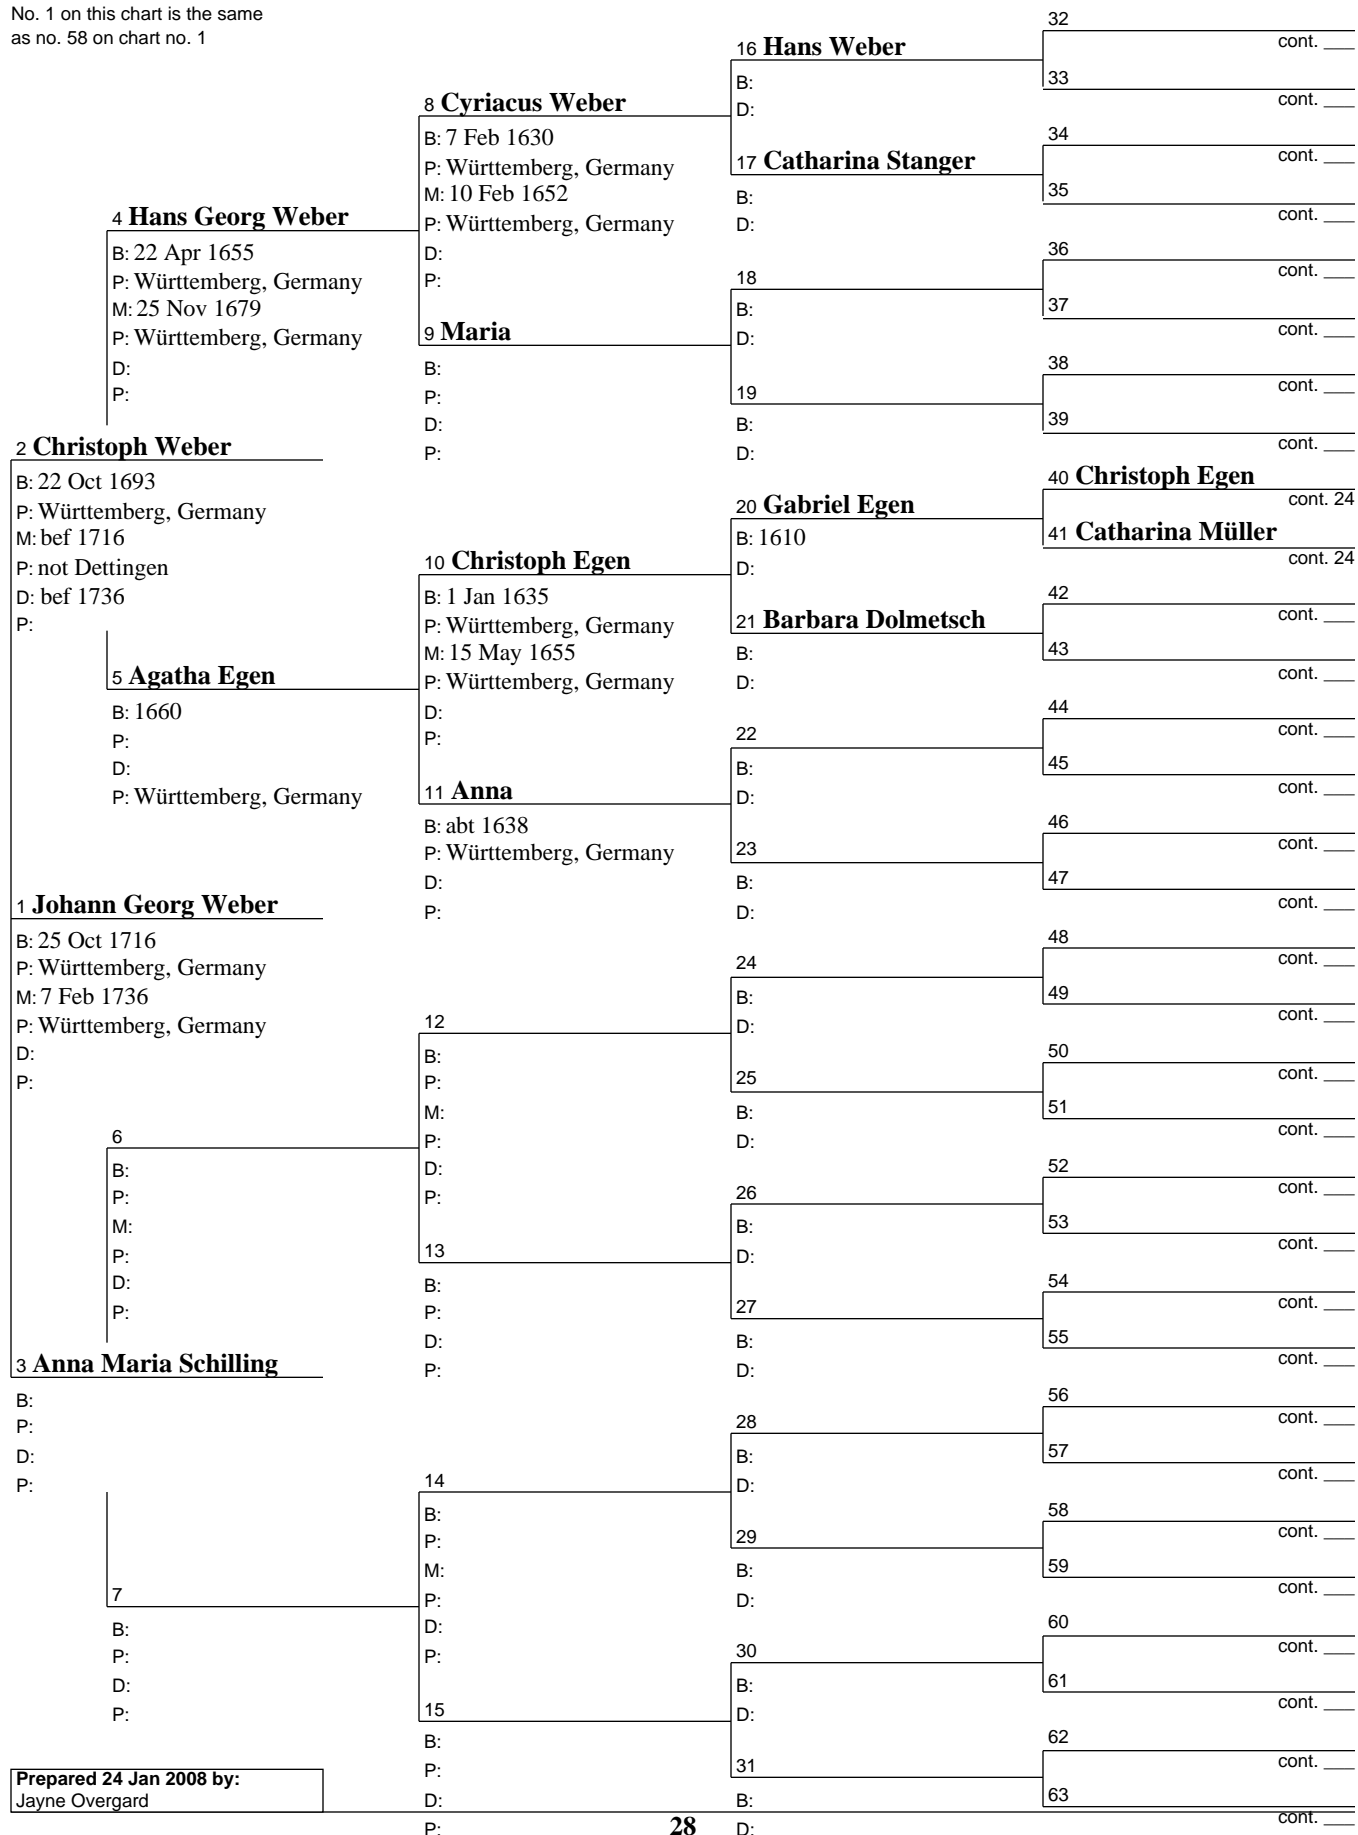 No. 1 on this chart is the same
as no. 58 on chart no. 1
2 Christoph Weber
B: 22 Oct 1693
P: Württemberg, Germany
M: bef 1716
P: not Dettingen
D: bef 1736
P:
1 Johann Georg Weber
B: 25 Oct 1716
P: Württemberg, Germany
M: 7 Feb 1736
P: Württemberg, Germany
D:
P:
3 Anna Maria Schilling
B:
P:
D:
P:
4 Hans Georg Weber
B: 22 Apr 1655
P: Württemberg, Germany
M: 25 Nov 1679
P: Württemberg, Germany
D:
P:
5 Agatha Egen
B: 1660
P:
D:
P: Württemberg, Germany
6
B:
P:
M:
P:
D:
P:
7
B:
P:
D:
P:
8 Cyriacus Weber
B: 7 Feb 1630
P: Württemberg, Germany
M: 10 Feb 1652
P: Württemberg, Germany
D:
P:
9 Maria
B:
P:
D:
P:
10 Christoph Egen
B: 1 Jan 1635
P: Württemberg, Germany
M: 15 May 1655
P: Württemberg, Germany
D:
P:
11 Anna
B: abt 1638
P: Württemberg, Germany
D:
P:
12
B:
P:
M:
P:
D:
P:
13
B:
P:
D:
P:
14
B:
P:
M:
P:
D:
P:
15
B:
P:
D:
P:
16 Hans Weber
B:
D:
17 Catharina Stanger
B:
D:
18
B:
D:
19
B:
D:
20 Gabriel Egen
B: 1610
D:
21 Barbara Dolmetsch
B:
D:
22
B:
D:
23
B:
D:
24
B:
D:
25
B:
D:
26
B:
D:
27
B:
D:
28
B:
D:
29
B:
D:
30
B:
D:
31
B:
D:
32
cont. ___
33
cont. ___
34
cont. ___
35
cont. ___
36
cont. ___
37
cont. ___
38
cont. ___
39
cont. ___
40 Christoph Egen
cont. 24
41 Catharina Müller
cont. 24
42
cont. ___
43
cont. ___
44
cont. ___
45
cont. ___
46
cont. ___
47
cont. ___
48
cont. ___
49
cont. ___
50
cont. ___
51
cont. ___
52
cont. ___
53
cont. ___
54
cont. ___
55
cont. ___
56
cont. ___
57
cont. ___
58
cont. ___
59
cont. ___
60
cont. ___
61
cont. ___
62
cont. ___
63
cont. ___
Prepared 24 Jan 2008 by:
Jayne Overgard
28